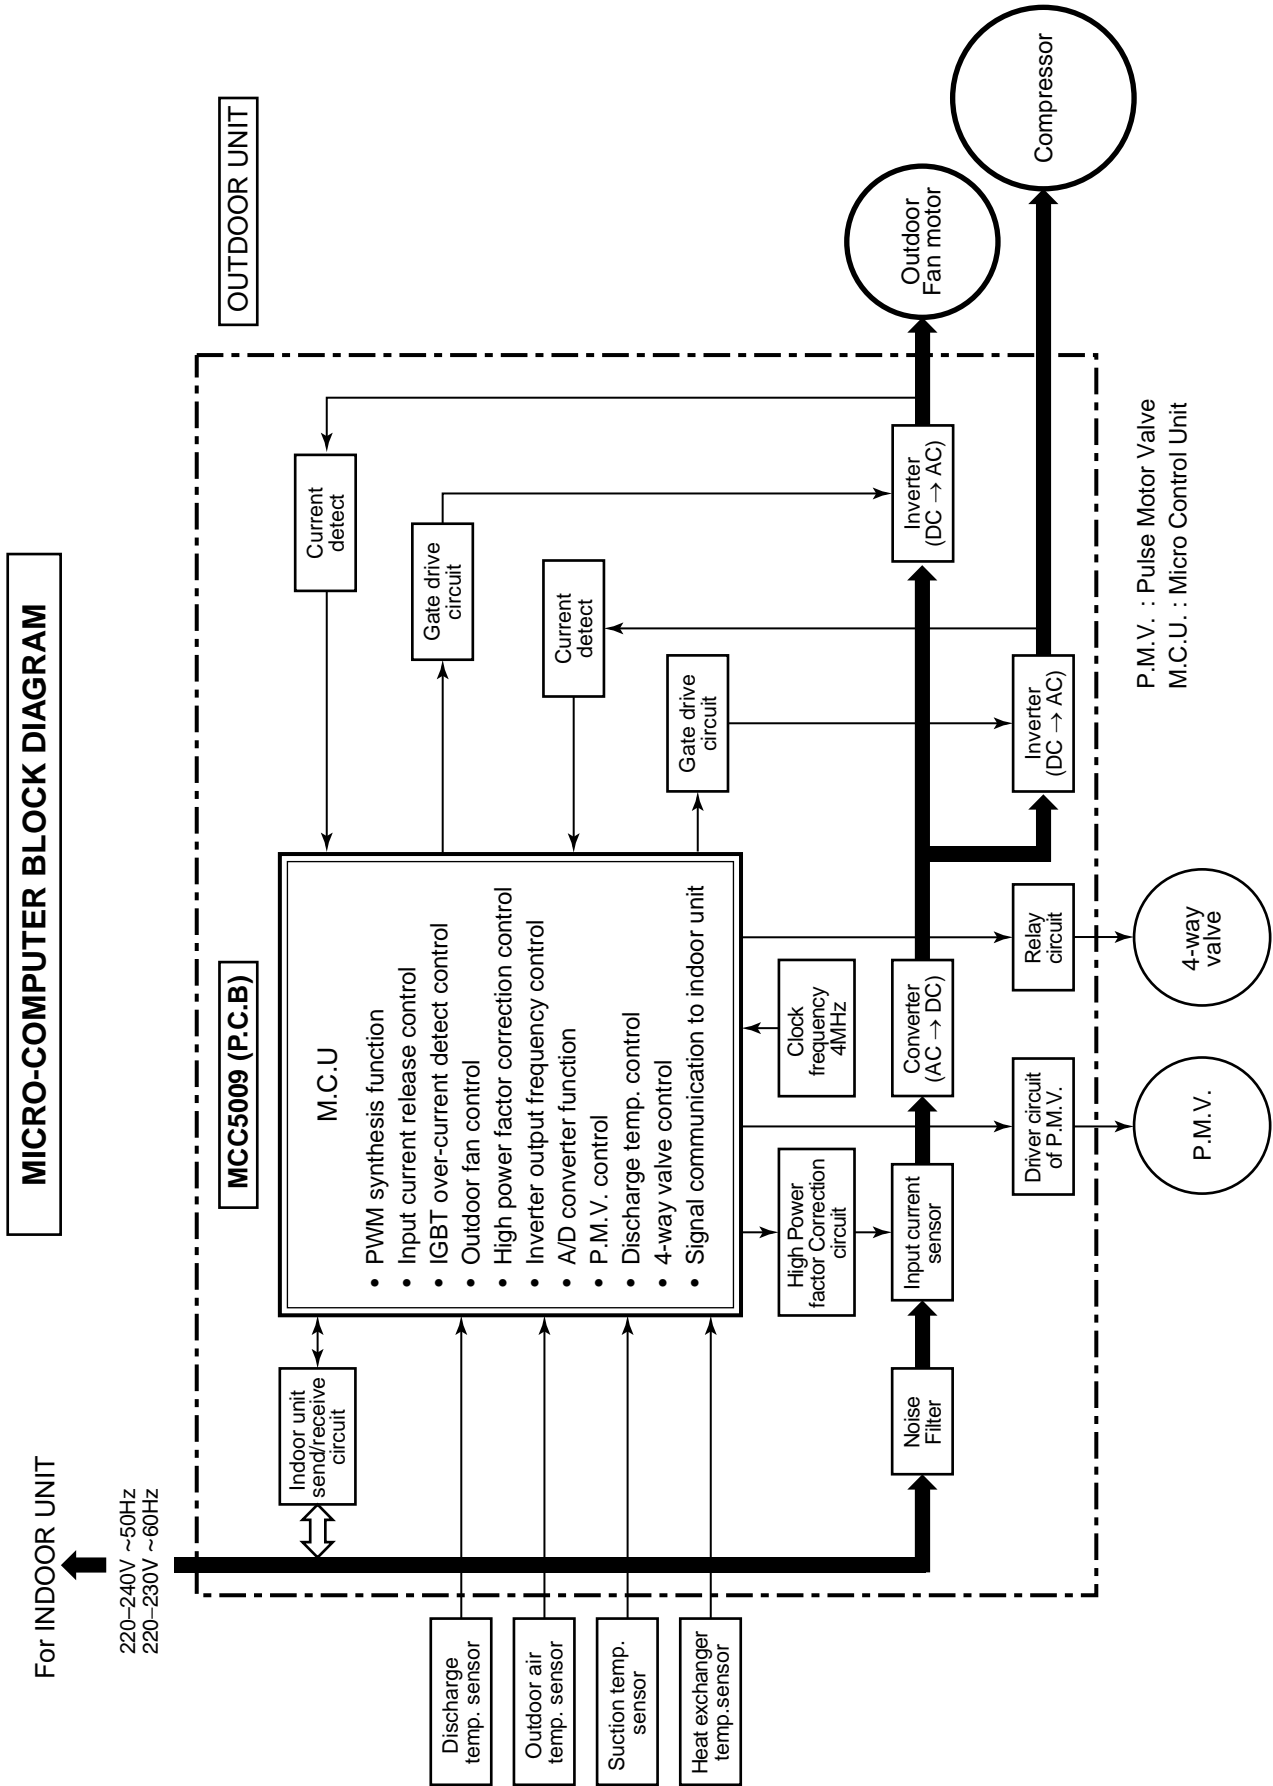 MICRO-COMPUTER BLOCK DIAGRAM
For INDOOR UNIT
220–240V ~50Hz
220–230V ~60Hz
MCC5009 (P.C.B)
OUTDOOR UNIT
Indoor unit
send/receive
circuit
M.C.U
• PWM synthesis function
• Input current release control
• IGBT over-current detect control
• Outdoor fan control
• High power factor correction control
• Inverter output frequency control
• A/D converter function
• P.M.V. control
• Discharge temp. control
• 4-way valve control
• Signal communication to indoor unit
Current
detect
Gate drive
circuit
Current
detect
Gate drive
circuit
Discharge
temp. sensor
Outdoor air
temp. sensor
Suction temp.
sensor
Heat exchanger
temp.sensor
High Power
factor Correction
circuit
Clock
frequency
4MHz
Noise
Filter
Input current
sensor
Converter
(AC → DC)
Inverter
(DC → AC)
Outdoor
Fan motor
Driver circuit
of P.M.V.
Relay
circuit
Inverter
(DC → AC)
Compressor
P.M.V.
4-way
valve
P.M.V. : Pulse Motor Valve
M.C.U. : Micro Control Unit